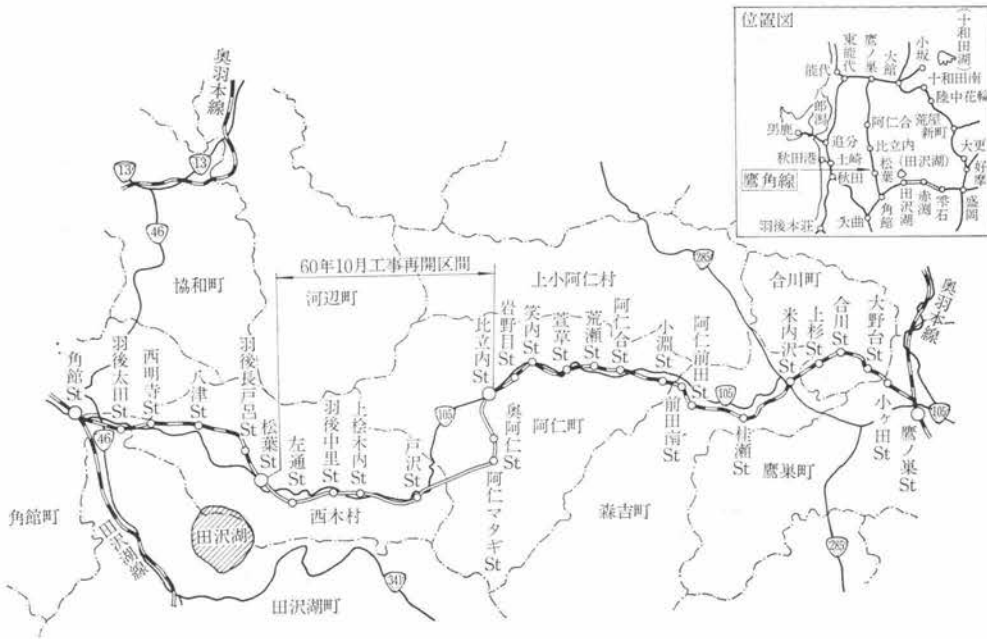 位置図
(十和田湖)
小坂
大館
鷹ノ巣
東能代
能代
十和田南
陸中花輪
八郎潟
男鹿
阿仁合
荒屋新町
追分
比立内
大更
秋田港
土崎
松葉
(田沢湖)
好摩
鷹角線
秋田
角館
田沢湖
赤渕
雫石
盛岡
羽後本荘
大曲
奥羽本線
13
13
46
協和町
60年10月工事再開区間
河辺町
上小阿仁村
285
合川町
奥羽本線
角館St
羽後太田St
西明寺St
八津St
羽後長戸呂St
松葉St
左通St
羽後中里St
上桧木内St
戸沢St
105
比立内St
岩野目St
笑内St
萱草St
荒瀬St
阿仁合St
小淵St
阿仁前田St
前田南St
105
桂瀬St
米内沢St
上杉St
合川St
大野台St
小ヶ田St
鷹ノ巣St
105
奥阿仁St
阿仁マタギSt
阿仁町
鷹巣町
森吉町
285
46
角館町
田沢湖線
田沢湖
西木村
田沢湖町
341